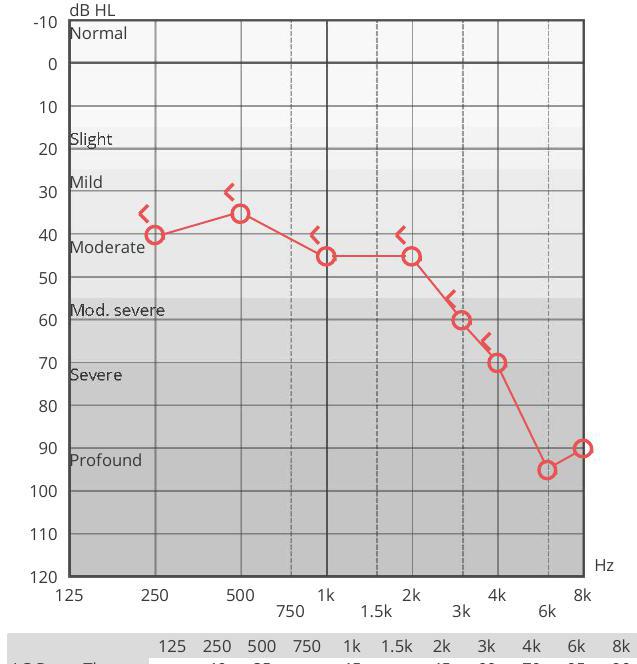 dB HL
-10
Normal
0
10
Slight
20
Mild
30
40
Moderate
50
Mod. severe
60
70
Severe
80
90
Profound
100
110
Hz
120
125 250 500 1k 2k 4k 8k
750 1.5k 3k 6k
125 250 500 750 1k 1.5k 2k 3k 4k 6k 8k